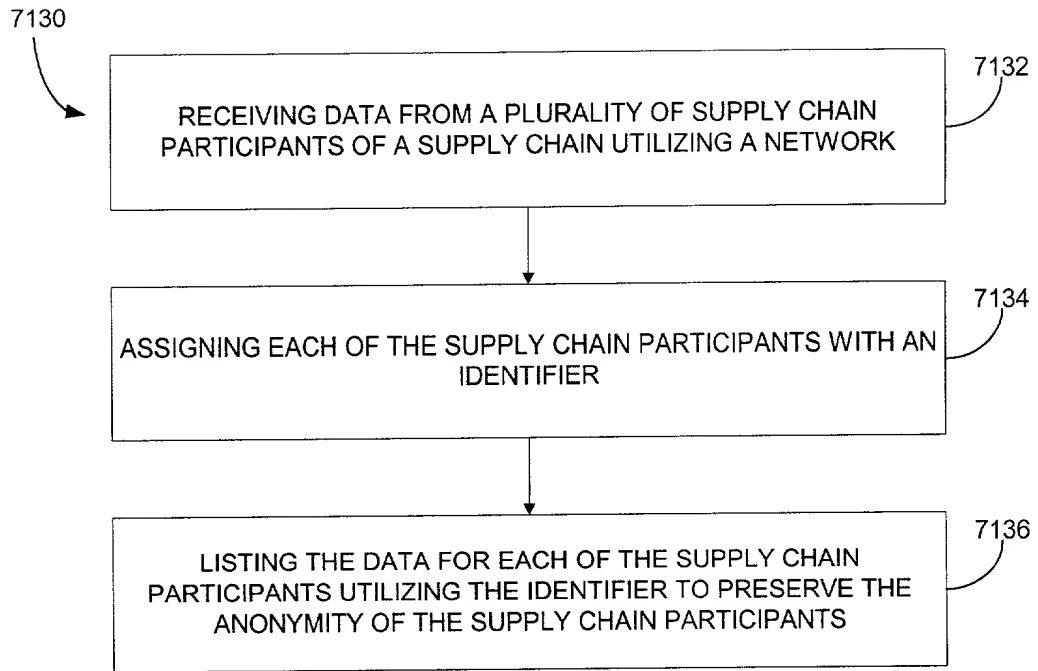 7130
7132
RECEIVING DATA FROM A PLURALITY OF SUPPLY CHAIN
PARTICIPANTS OF A SUPPLY CHAIN UTILIZING A NETWORK
7134
ASSIGNING EACH OF THE SUPPLY CHAIN PARTICIPANTS WITH AN
IDENTIFIER
7136
LISTING THE DATA FOR EACH OF THE SUPPLY CHAIN
PARTICIPANTS UTILIZING THE IDENTIFIER TO PRESERVE THE
ANONYMITY OF THE SUPPLY CHAIN PARTICIPANTS